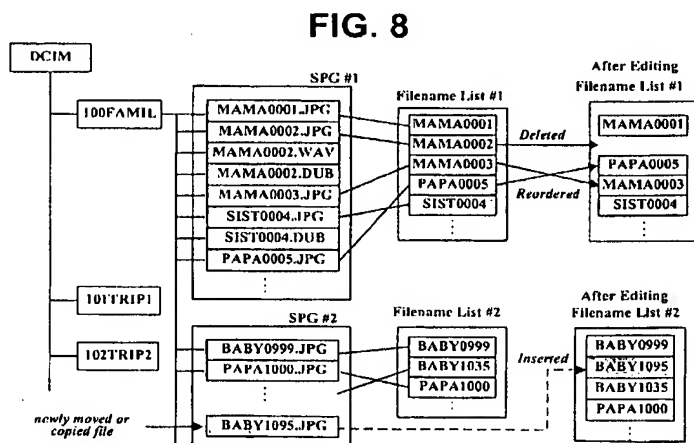 FIG. 8
DCIM
100FAMIL
101TRIP1
102TRIP2
newly moved or
copied file
SPG #1
MAMA0001.JPG
MAMA0002.JPG
MAMA0002.WAV
MAMA0002.DUB
MAMA0003.JPG
SIST0004.JPG
SIST0004.DUB
PAPA0005.JPG
Filename List #1
MAMA0001
MAMA0002
MAMA0003
PAPA0005
SIST0004
Deleted
Reordered
After Editing
Filename List #1
MAMA0001
PAPA0005
MAMA0003
SIST0004
SPG #2
BABY0999.JPG
PAPA1000.JPG
BABY1095.JPG
Filename List #2
BABY0999
BABY1035
PAPA1000
Inserted
After Editing
Filename List #2
BABY0999
BABY1095
BABY1035
PAPA1000